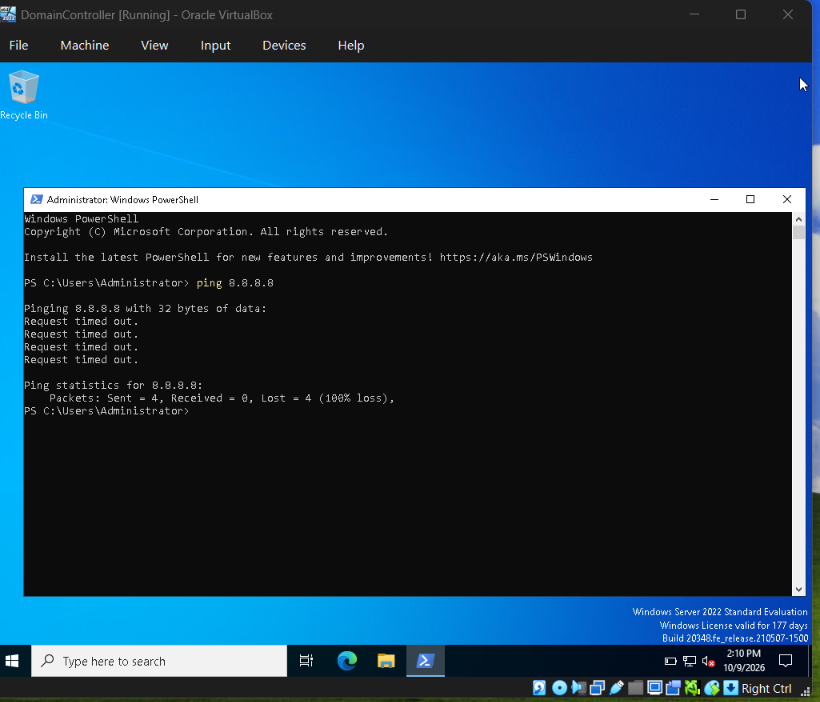 DomainController [Running] - Oracle VirtualBox
File Machine View Input Devices Help
Recycle Bin
Administrator: Windows PowerShell
Windows PowerShell
Copyright (C) Microsoft Corporation. All rights reserved.
Install the latest PowerShell for new features and improvements! https://aka.ms/PSWindows
PS C:\Users\Administrator> ping 8.8.8.8
Pinging 8.8.8.8 with 32 bytes of data:
Request timed out.
Request timed out.
Request timed out.
Request timed out.
Ping statistics for 8.8.8.8:
    Packets: Sent = 4, Received = 0, Lost = 4 (100% loss),
PS C:\Users\Administrator>
Windows Server 2022 Standard Evaluation
Windows License valid for 177 days
Build 20348.fe_release.210507-1500
Type here to search
2:10 PM
10/9/2026
Right Ctrl